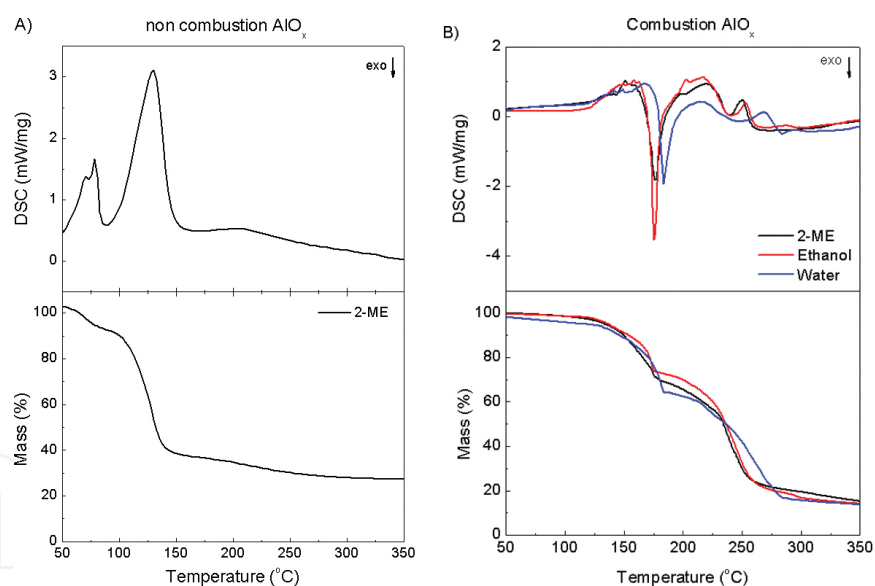 A)
non combustion AlOₓ
exo
3
2
1
0
DSC (mW/mg)
2-ME
100
80
60
40
20
0
Mass (%)
50 100 150 200 250 300 350
Temperature (°C)
B)
Combustion AlOₓ
exo
2
0
-2
-4
DSC (mW/mg)
2-ME
Ethanol
Water
100
80
60
40
20
0
Mass (%)
50 100 150 200 250 300 350
Temperature (°C)